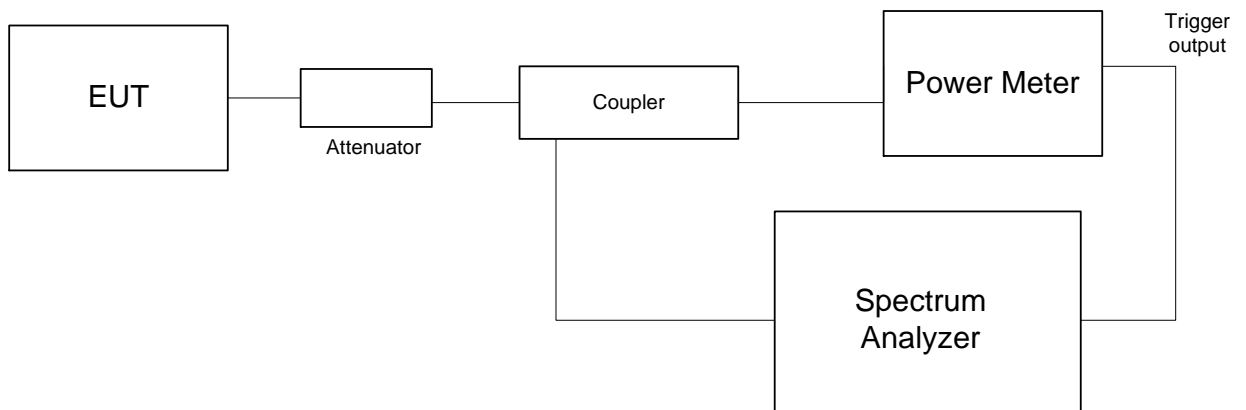 Trigger
output
EUT
Attenuator
Coupler
Power Meter
Spectrum
Analyzer